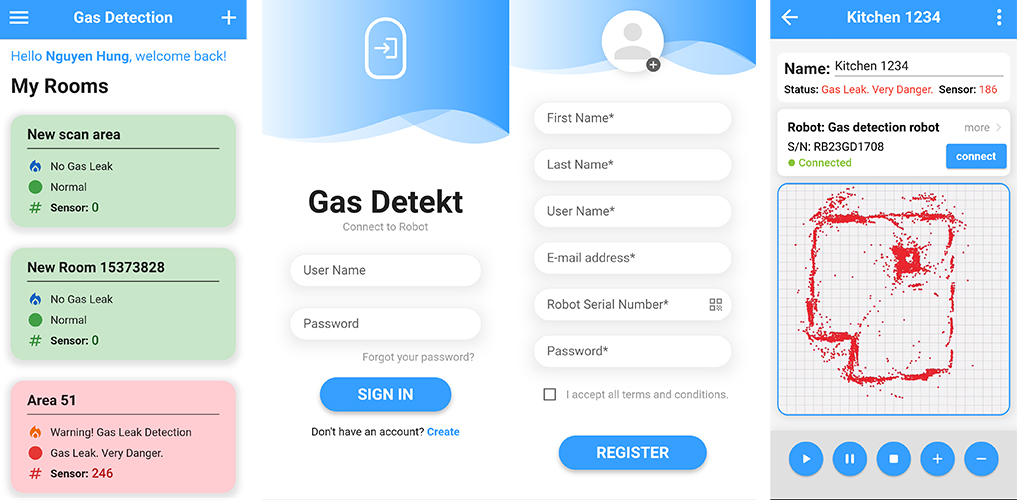 Gas Detection
Hello Nguyen Hung, welcome back!
My Rooms
New scan area
No Gas Leak
Normal
# Sensor: 0
New Room 15373828
No Gas Leak
Normal
# Sensor: 0
Area 51
Warning! Gas Leak Detection
Gas Leak. Very Danger.
# Sensor: 246
Gas Detekt
Connect to Robot
User Name
Password
Forgot your password?
SIGN IN
Don't have an account? Create
First Name*
Last Name*
User Name*
E-mail address*
Robot Serial Number*
Password*
I accept all terms and conditions.
REGISTER
Kitchen 1234
Name: Kitchen 1234
Status: Gas Leak. Very Danger. Sensor: 186
Robot: Gas detection robot more
S/N: RB23GD1708
Connected
connect